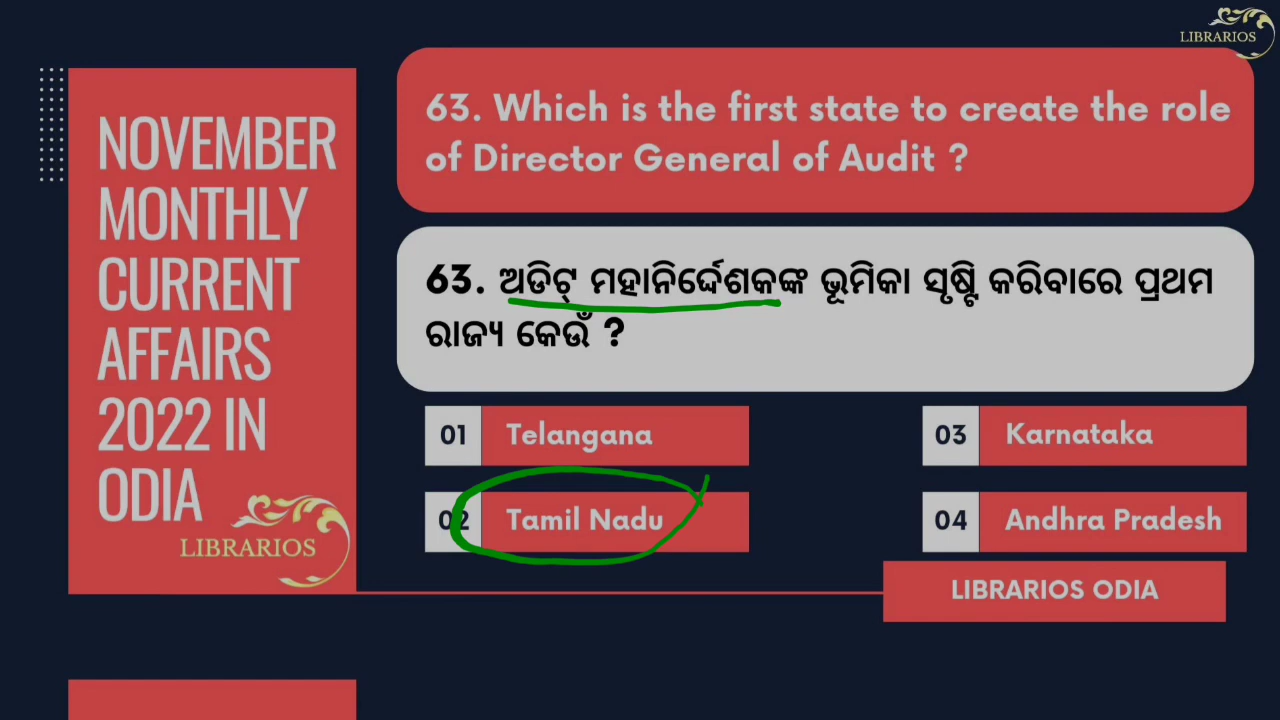 LIBRARIOS
NOVEMBER
MONTHLY
CURRENT
AFFAIRS
2022 IN
ODIA
LIBRARIOS
63. Which is the first state to create the role
of Director General of Audit ?
63. ଅଡିଟ୍ ମହାନିର୍ଦ୍ଦେଶକଙ୍କ ଭୂମିକା ସୃଷ୍ଟି କରିବାରେ ପ୍ରଥମ
ରାଜ୍ୟ କେଉଁ ?
01 Telangana
02 Tamil Nadu
03 Karnataka
04 Andhra Pradesh
LIBRARIOS ODIA